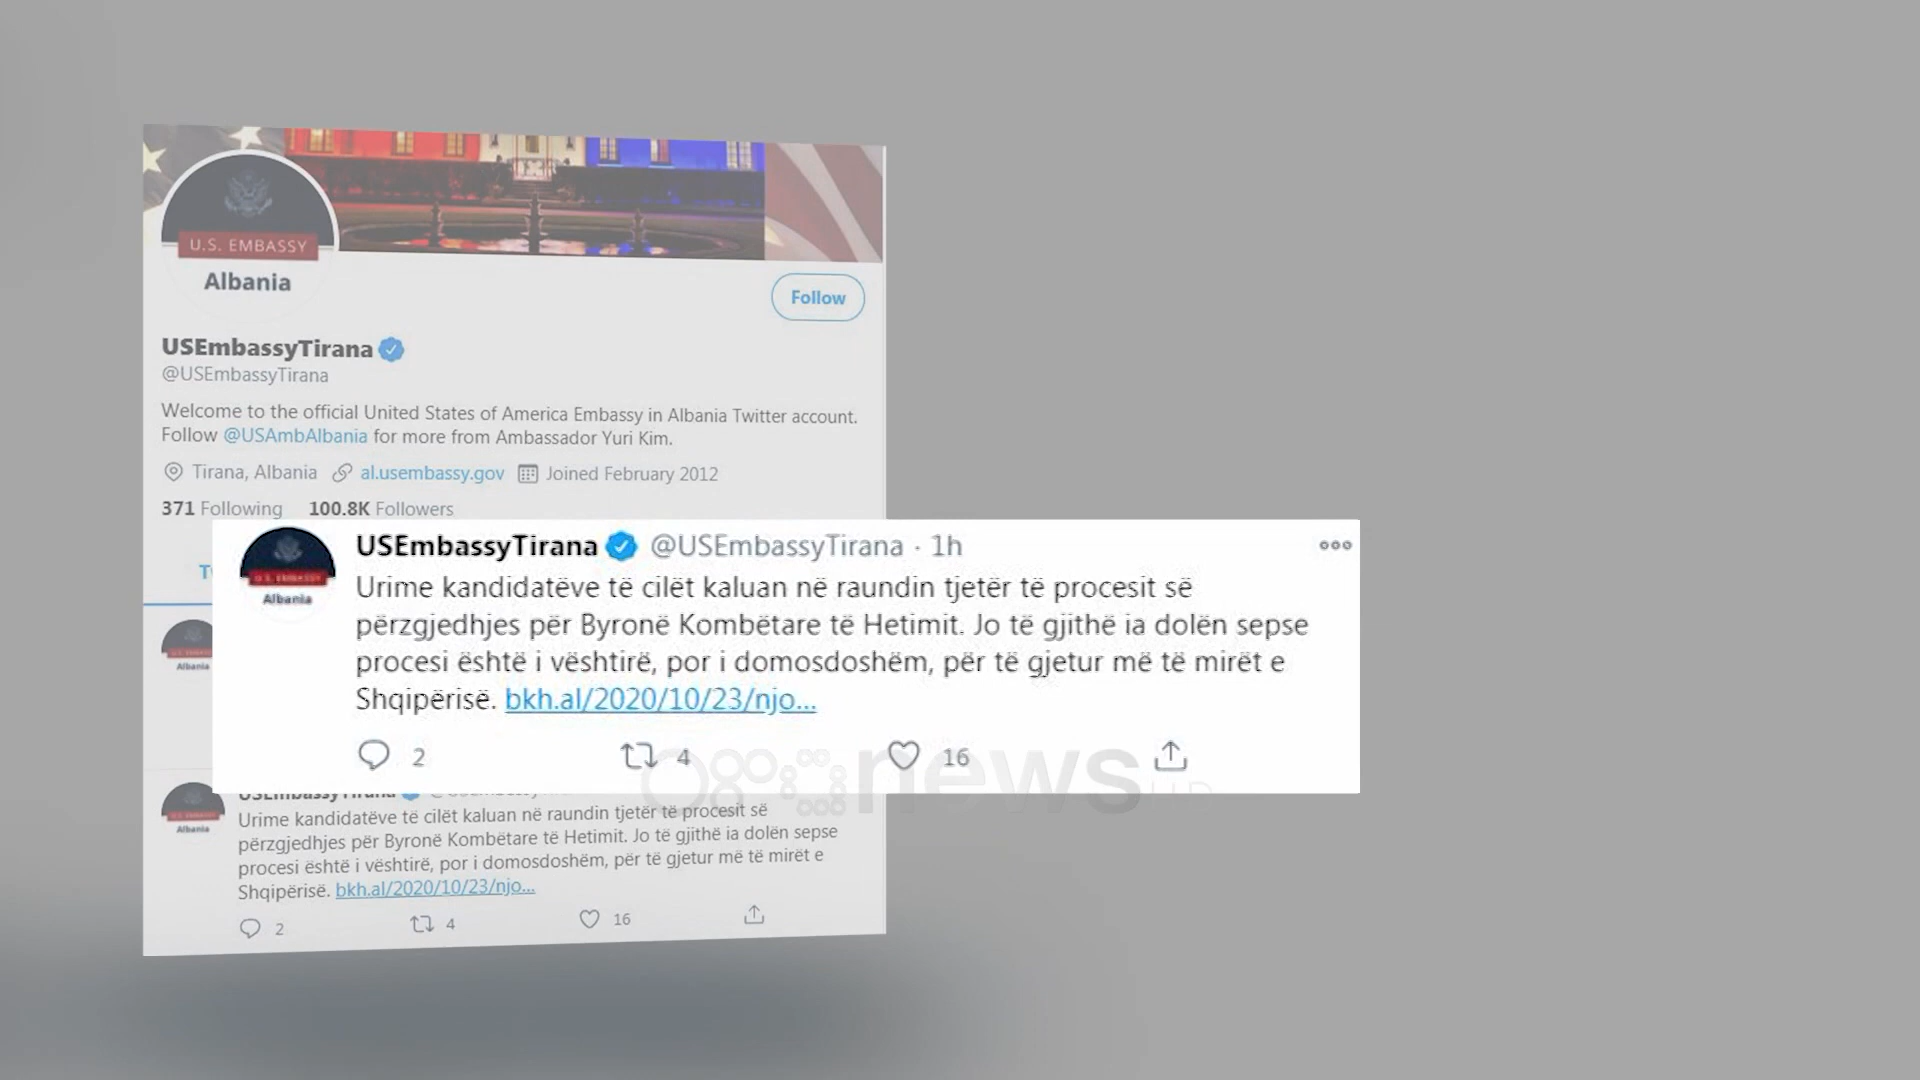 U.S. EMBASSY
Albania
Follow
USEmbassyTirana
@USEmbassyTirana
Welcome to the official United States of America Embassy in Albania Twitter account.
Follow @USAmbAlbania for more from Ambassador Yuri Kim.
Tirana, Albania al.usembassy.gov Joined February 2012
371 Following 100.8K Followers
U.S. EMBASSY
Albania
USEmbassyTirana @USEmbassyTirana · 1h
Urime kandidatëve të cilët kaluan në raundin tjetër të procesit së
përzgjedhjes për Byronë Kombëtare të Hetimit. Jo të gjithë ia dolën sepse
procesi është i vështirë, por i domosdoshëm, për të gjetur më të mirët e
Shqipërisë. bkh.al/2020/10/23/njo...
2 4 16
news
Albania
Albania
USEmbassyTirana
Urime kandidatëve të cilët kaluan në raundin tjetër të procesit së
përzgjedhjes për Byronë Kombëtare të Hetimit. Jo të gjithë ia dolën sepse
procesi është i vështirë, por i domosdoshëm, për të gjetur më të mirët e
Shqipërisë. bkh.al/2020/10/23/njo...
2 4 16